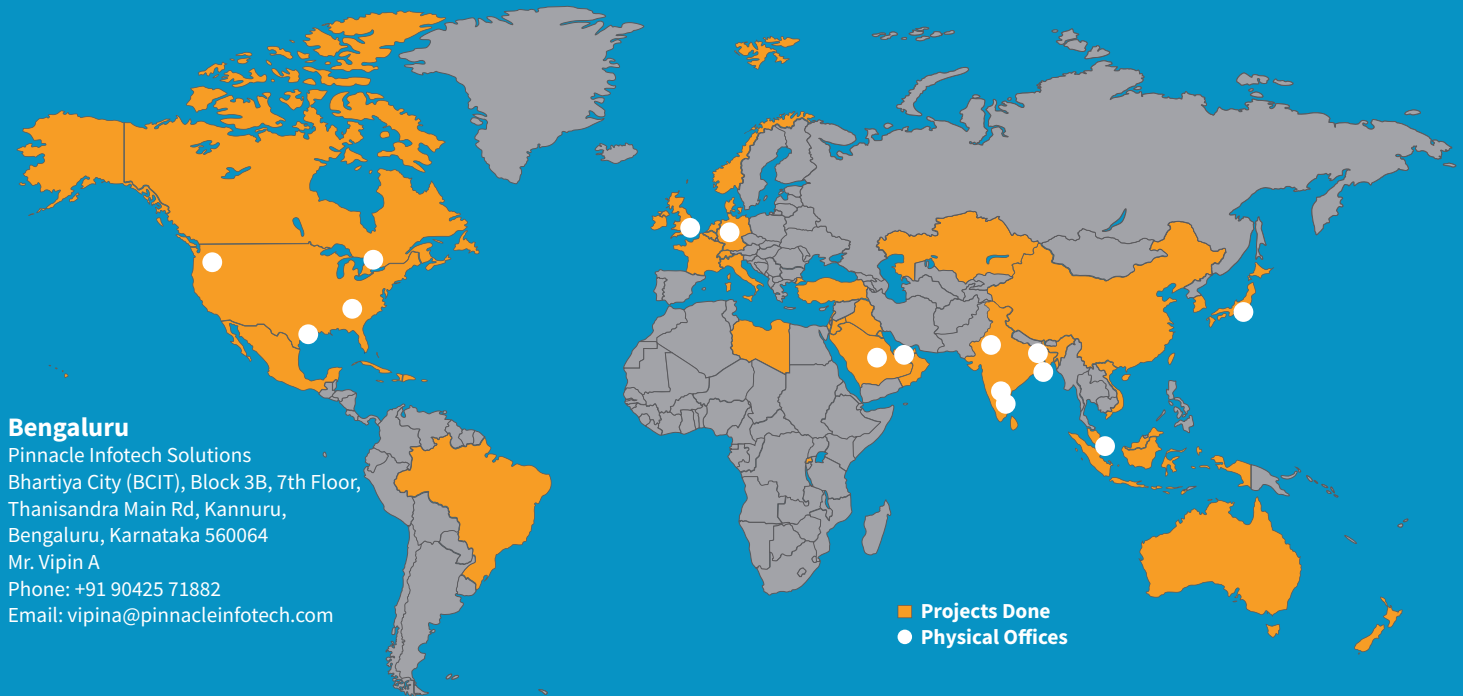 Bengaluru
Pinnacle Infotech Solutions
Bhartiya City (BCIT), Block 3B, 7th Floor,
Thanisandra Main Rd, Kannuru,
Bengaluru, Karnataka 560064
Mr. Vipin A
Phone: +91 90425 71882
Email: vipina@pinnacleinfotech.com
Projects Done
Physical Offices